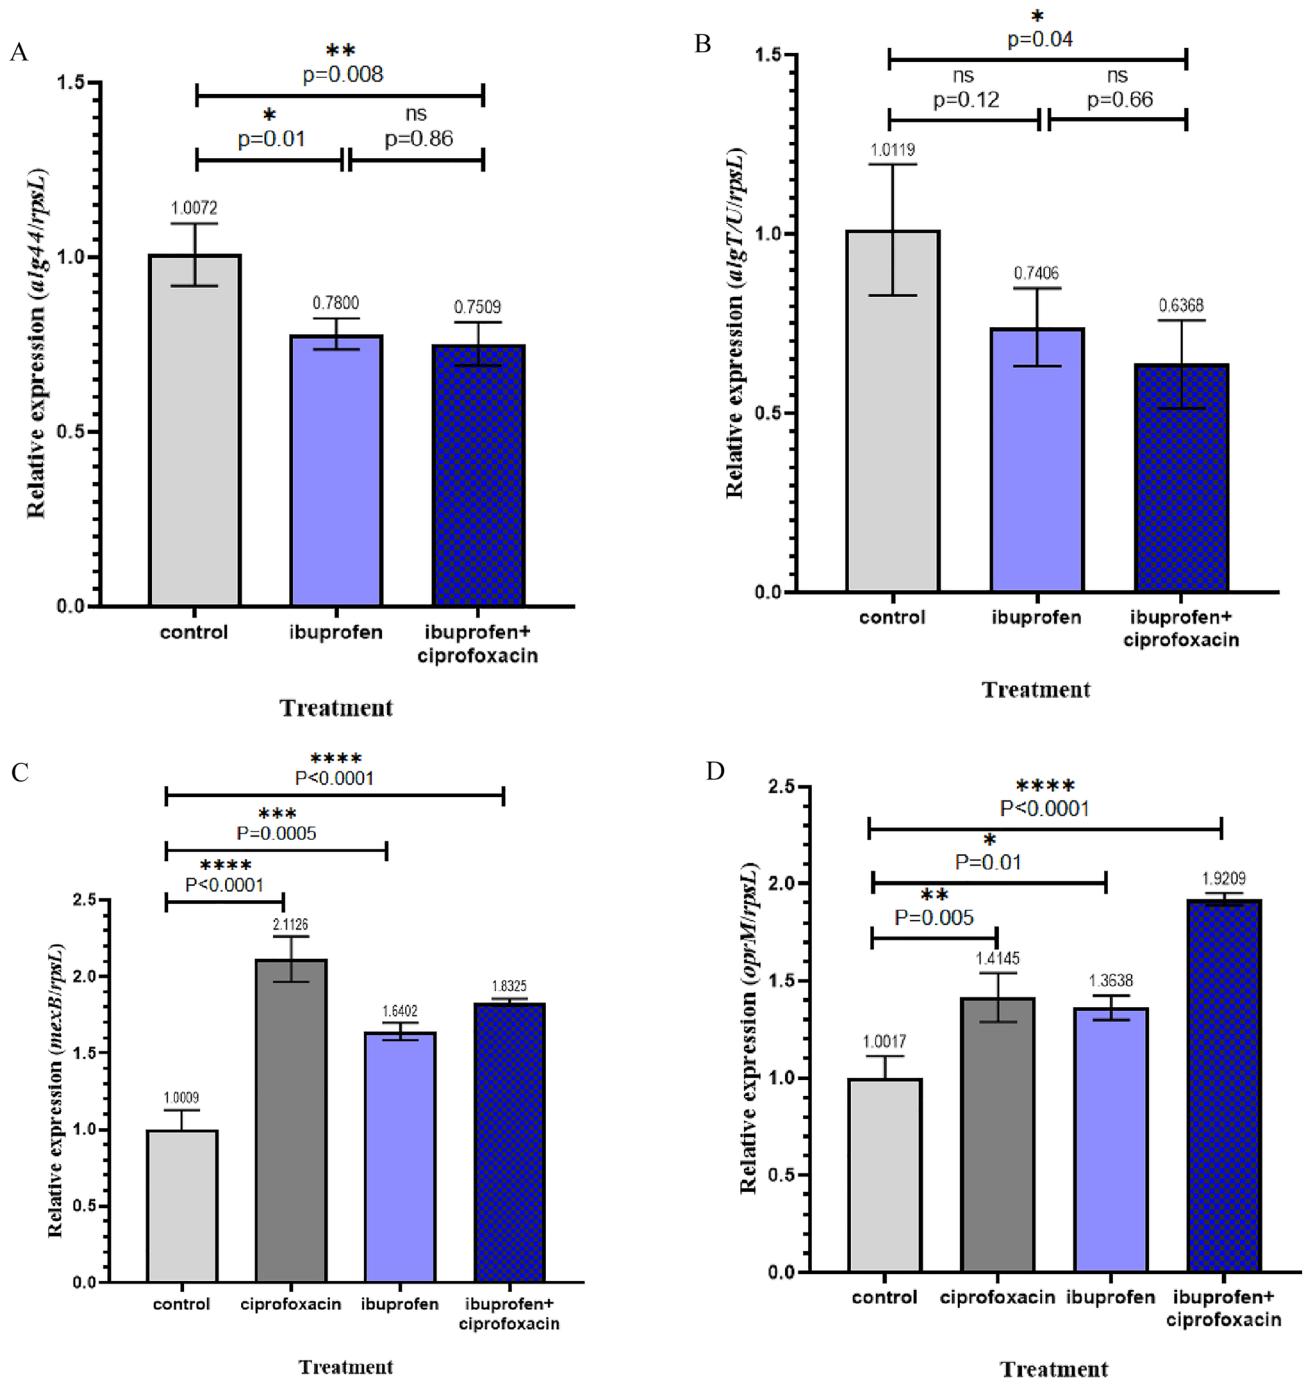 A
**
p=0.008
*
p=0.01
ns
p=0.86
1.5
1.0
0.5
0.0
Relative expression (alg44/rpsL)
1.0072
0.7800
0.7509
control
ibuprofen
ibuprofen+
ciprofoxacin
Treatment
B
*
p=0.04
ns
p=0.12
ns
p=0.66
1.5
1.0
0.5
0.0
Relative expression (algT/U/rpsL)
1.0119
0.7406
0.6368
control
ibuprofen
ibuprofen+
ciprofoxacin
Treatment
C
****
P<0.0001
***
P=0.0005
****
P<0.0001
2.5
2.0
1.5
1.0
0.5
0.0
Relative expression (mexB/rpsL)
1.0009
2.1126
1.6402
1.8325
control
ciprofoxacin
ibuprofen
ibuprofen+
ciprofoxacin
Treatment
D
****
P<0.0001
*
P=0.01
**
P=0.005
2.5
2.0
1.5
1.0
0.5
0.0
Relative expression (oprM/rpsL)
1.0017
1.4145
1.3638
1.9209
control
ciprofoxacin
ibuprofen
ibuprofen+
ciprofoxacin
Treatment